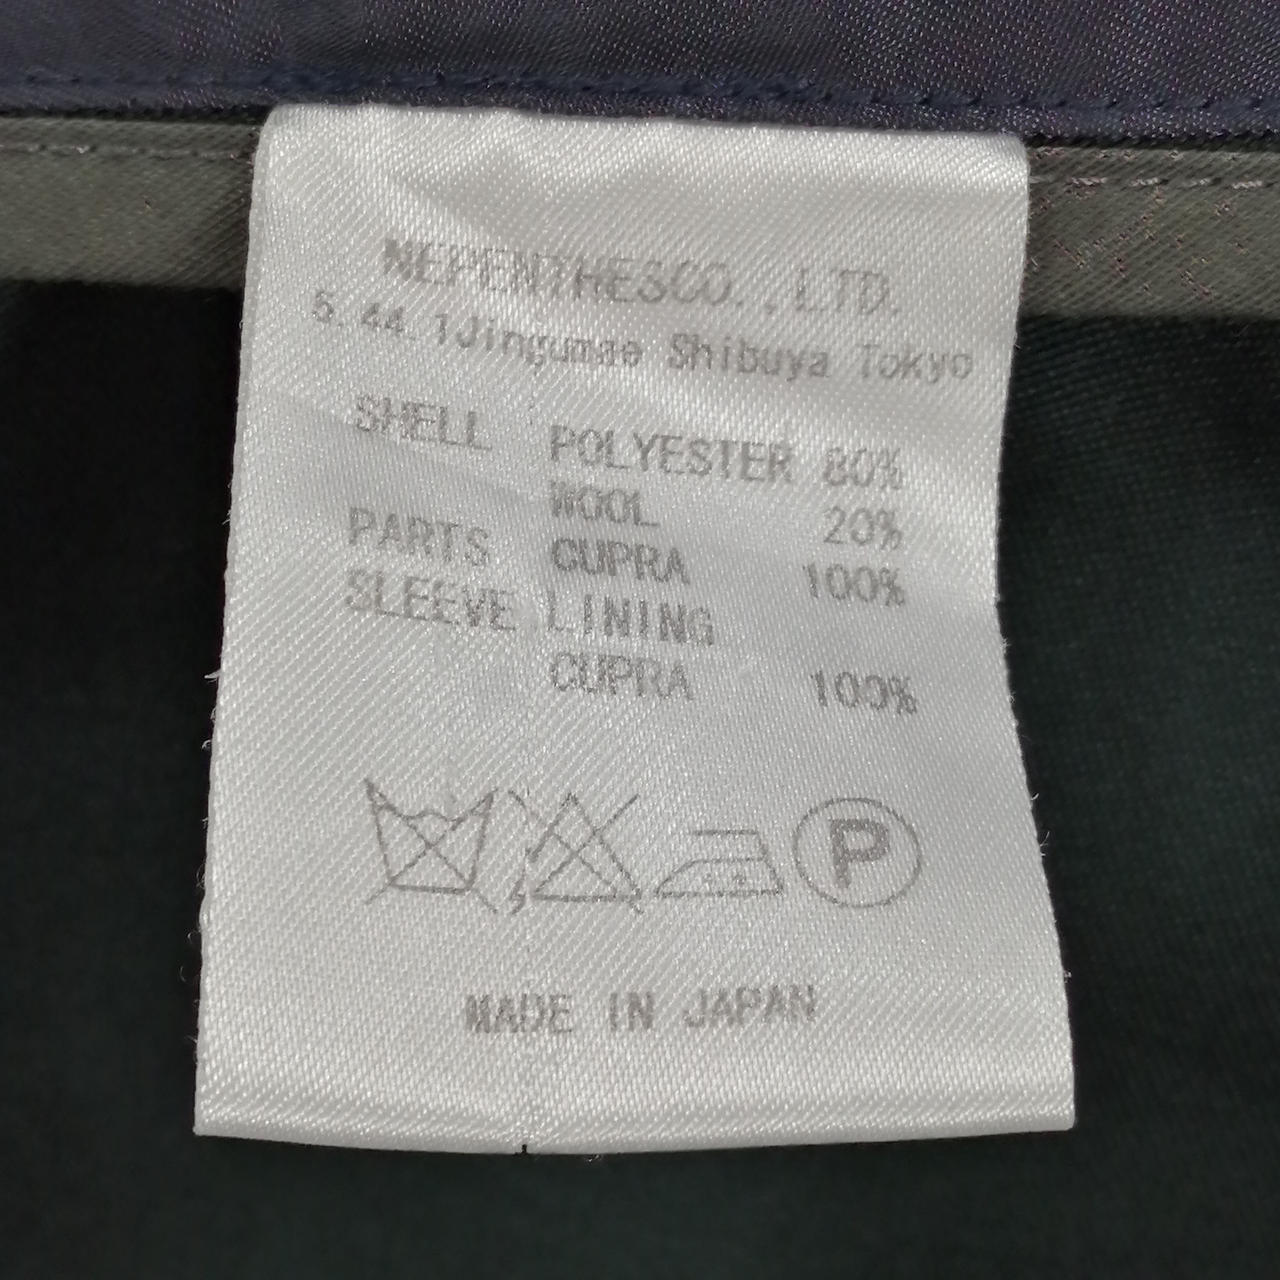 NEPENTHESCO.,LTD.
5.44.1Jingumae Shibuya Tokyo
SHELL POLYESTER 80%
WOOL 20%
PARTS CUPRA 100%
SLEEVE LINING
CUPRA 100%
P
MADE IN JAPAN